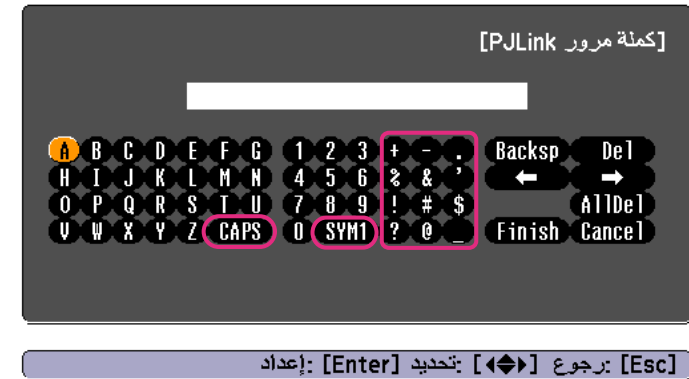 [كملة مرور PJLink]
A B C D E F G 1 2 3 + - . Backsp Del
H I J K L M N 4 5 6 % & ' ← →
O P Q R S T U 7 8 9 ! # $ AllDel
V W X Y Z CAPS 0 SYM1 ? @ _ Finish Cancel
[Esc] :رجوع [◀◆▶] :تحديد [Enter] :إعداد